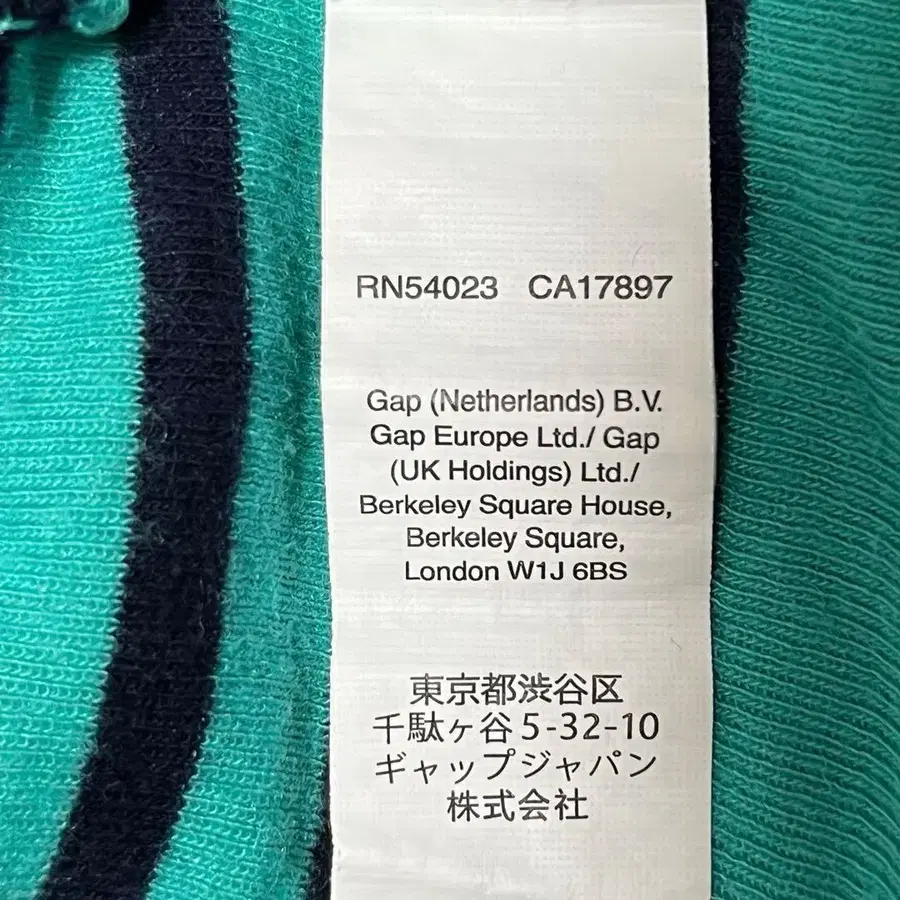 RN54023 CA17897
Gap (Netherlands) B.V.
Gap Europe Ltd./ Gap
(UK Holdings) Ltd./
Berkeley Square House,
Berkeley Square,
London W1J 6BS
東京都渋谷区
千駄ヶ谷5-32-10
ギャップジャパン
株式会社